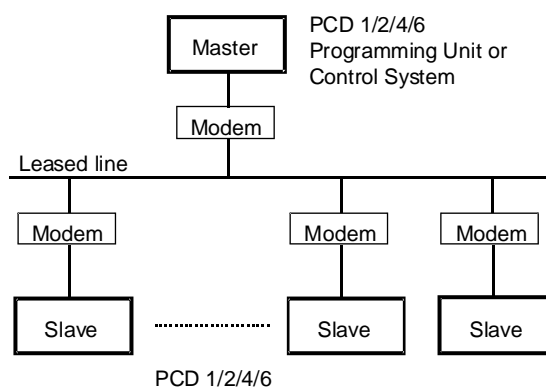 Master
PCD 1/2/4/6
Programming Unit or
Control System
Modem
Leased line
Modem
Modem
Modem
Slave
Slave
Slave
PCD 1/2/4/6